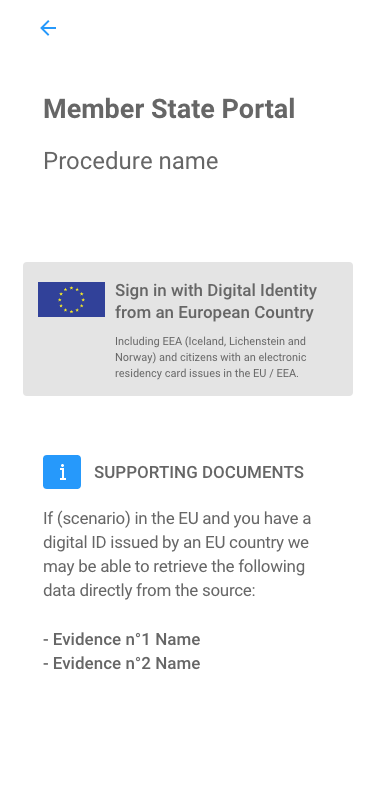 Member State Portal
Procedure name
Sign in with Digital Identity
from an European Country
Including EEA (Iceland, Lichenstein and
Norway) and citizens with an electronic
residency card issues in the EU / EEA.
i SUPPORTING DOCUMENTS
If (scenario) in the EU and you have a
digital ID issued by an EU country we
may be able to retrieve the following
data directly from the source:
- Evidence n°1 Name
- Evidence n°2 Name